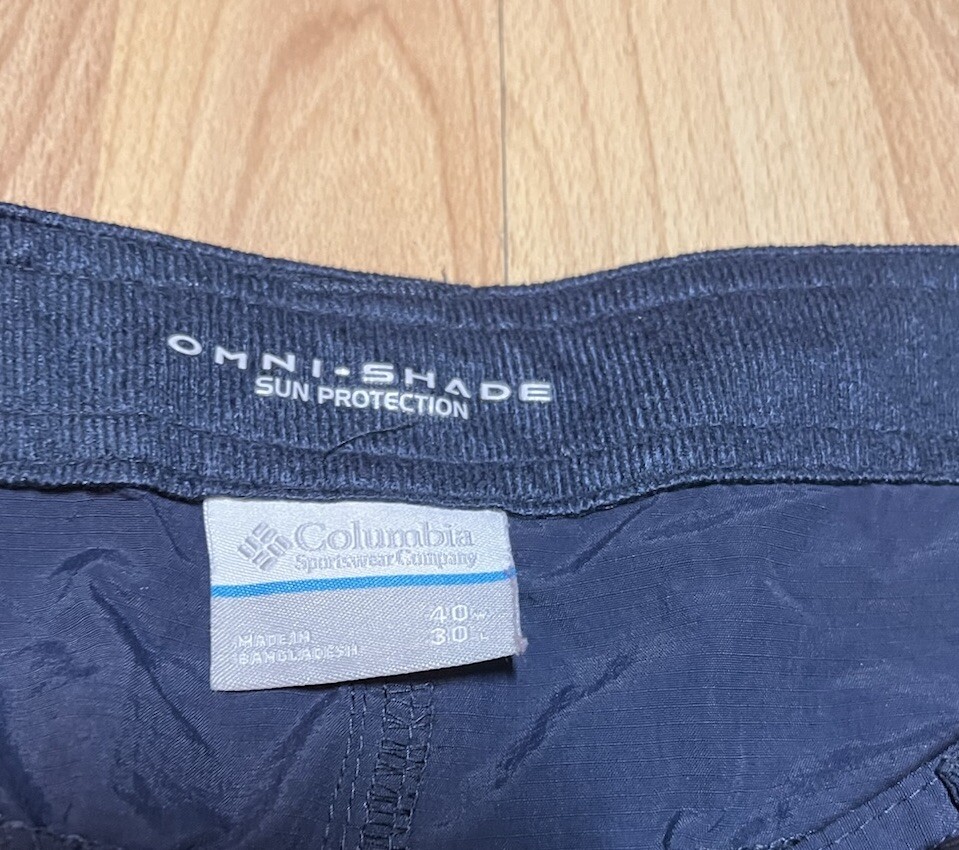 OMNI-SHADE
SUN PROTECTION
Columbia
Sportswear Company
40 W
30 L
MADE IN
BANGLADESH